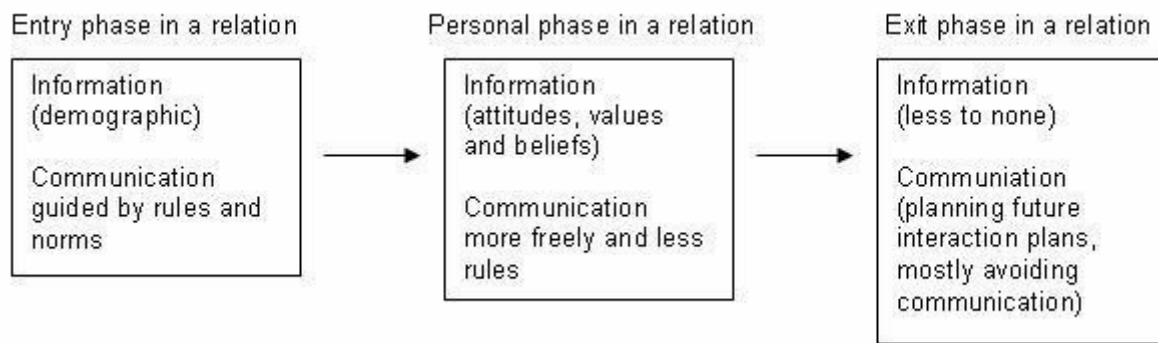 Entry phase in a relation
Information
(demographic)
Communication
guided by rules and
norms
Personal phase in a relation
Information
(attitudes, values
and beliefs)
Communication
more freely and less
rules
Exit phase in a relation
Information
(less to none)
Communiation
(planning future
interaction plans,
mostly avoiding
communication)